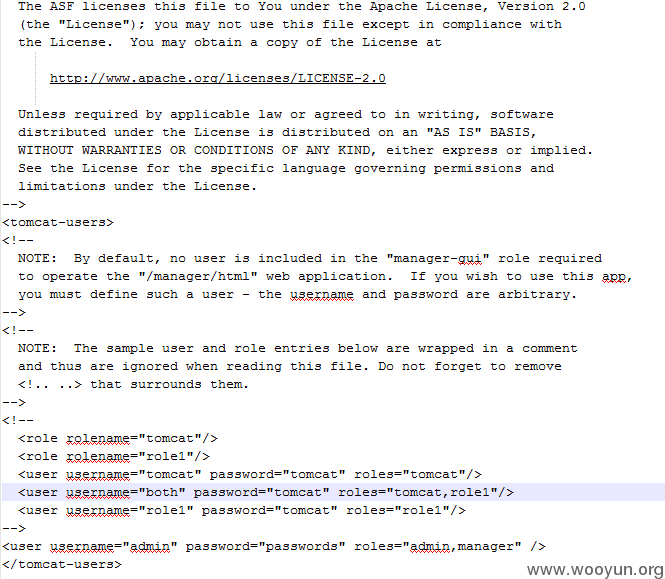 The ASF licenses this file to You under the Apache License, Version 2.0
(the "License"); you may not use this file except in compliance with
the License.  You may obtain a copy of the License at
http://www.apache.org/licenses/LICENSE-2.0
Unless required by applicable law or agreed to in writing, software
distributed under the License is distributed on an "AS IS" BASIS,
WITHOUT WARRANTIES OR CONDITIONS OF ANY KIND, either express or implied.
See the License for the specific language governing permissions and
limitations under the License.
-->
<tomcat-users>
<!--
NOTE:  By default, no user is included in the "manager-gui" role required
to operate the "/manager/html" web application.  If you wish to use this app,
you must define such a user - the username and password are arbitrary.
-->
<!--
NOTE:  The sample user and role entries below are wrapped in a comment
and thus are ignored when reading this file. Do not forget to remove
<!.. ..> that surrounds them.
-->
<!--
<role rolename="tomcat"/>
<role rolename="role1"/>
<user username="tomcat" password="tomcat" roles="tomcat"/>
<user username="both" password="tomcat" roles="tomcat,role1"/>
<user username="role1" password="tomcat" roles="role1"/>
-->
<user username="admin" password="passwords" roles="admin,manager" />
</tomcat-users>
www.wooyun.org